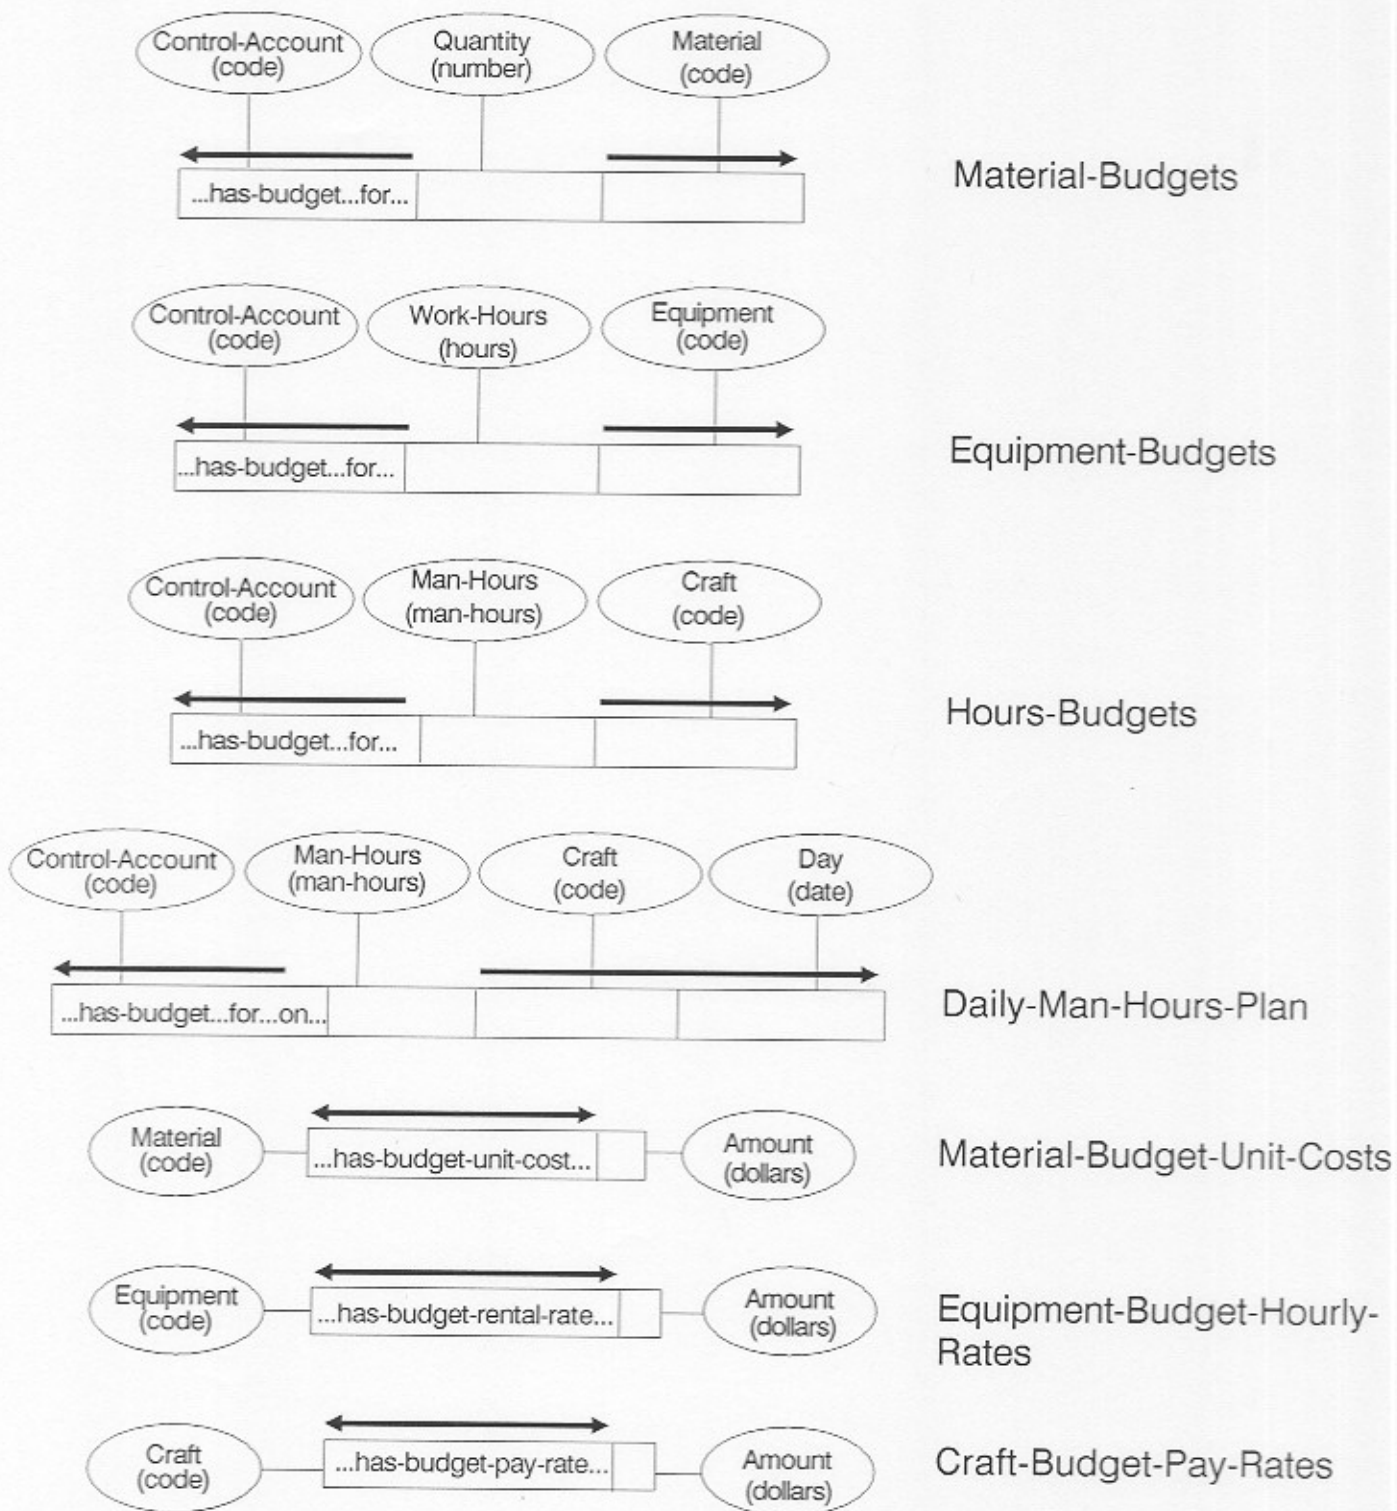 Control-Account
(code)
Quantity
(number)
Material
(code)
...has-budget...for...
Material-Budgets
Control-Account
(code)
Work-Hours
(hours)
Equipment
(code)
...has-budget...for...
Equipment-Budgets
Control-Account
(code)
Man-Hours
(man-hours)
Craft
(code)
...has-budget...for...
Hours-Budgets
Control-Account
(code)
Man-Hours
(man-hours)
Craft
(code)
Day
(date)
...has-budget...for...on...
Daily-Man-Hours-Plan
Material
(code)
...has-budget-unit-cost...
Amount
(dollars)
Material-Budget-Unit-Costs
Equipment
(code)
...has-budget-rental-rate...
Amount
(dollars)
Equipment-Budget-Hourly-
Rates
Craft
(code)
...has-budget-pay-rate...
Amount
(dollars)
Craft-Budget-Pay-Rates